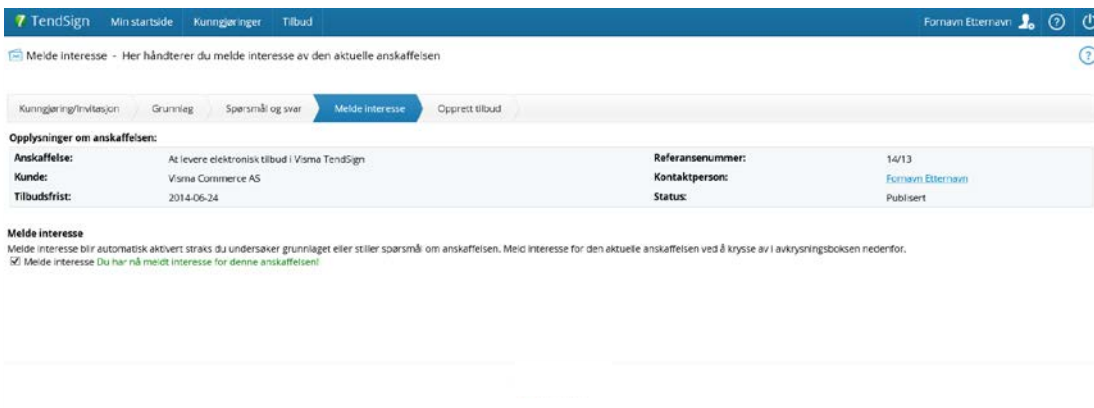 TendSign Min startside Kunngjøringer Tilbud Fornavn Etternavn
Melde interesse - Her håndterer du melde interesse av den aktuelle anskaffelsen
Kunngjøring/Invitasjon Grunnlag Spørsmål og svar Melde interesse Opprett tilbud
Opplysninger om anskaffelsen:
Anskaffelse: At levere elektronisk tilbud i Visma TendSign Referansenummer: 14/13
Kunde: Visma Commerce AS Kontaktperson: Fornavn Etternavn
Tilbudsfrist: 2014-06-24 Status: Publisert
Melde interesse
Melde interesse blir automatisk aktivert straks du undersøker grunnlaget eller stiller spørsmål om anskaffelsen. Meld interesse for den aktuelle anskaffelsen ved å krysse av i avkrysningsboksen nedenfor.
Melde interesse Du har nå meldt interesse for denne anskaffelsen!